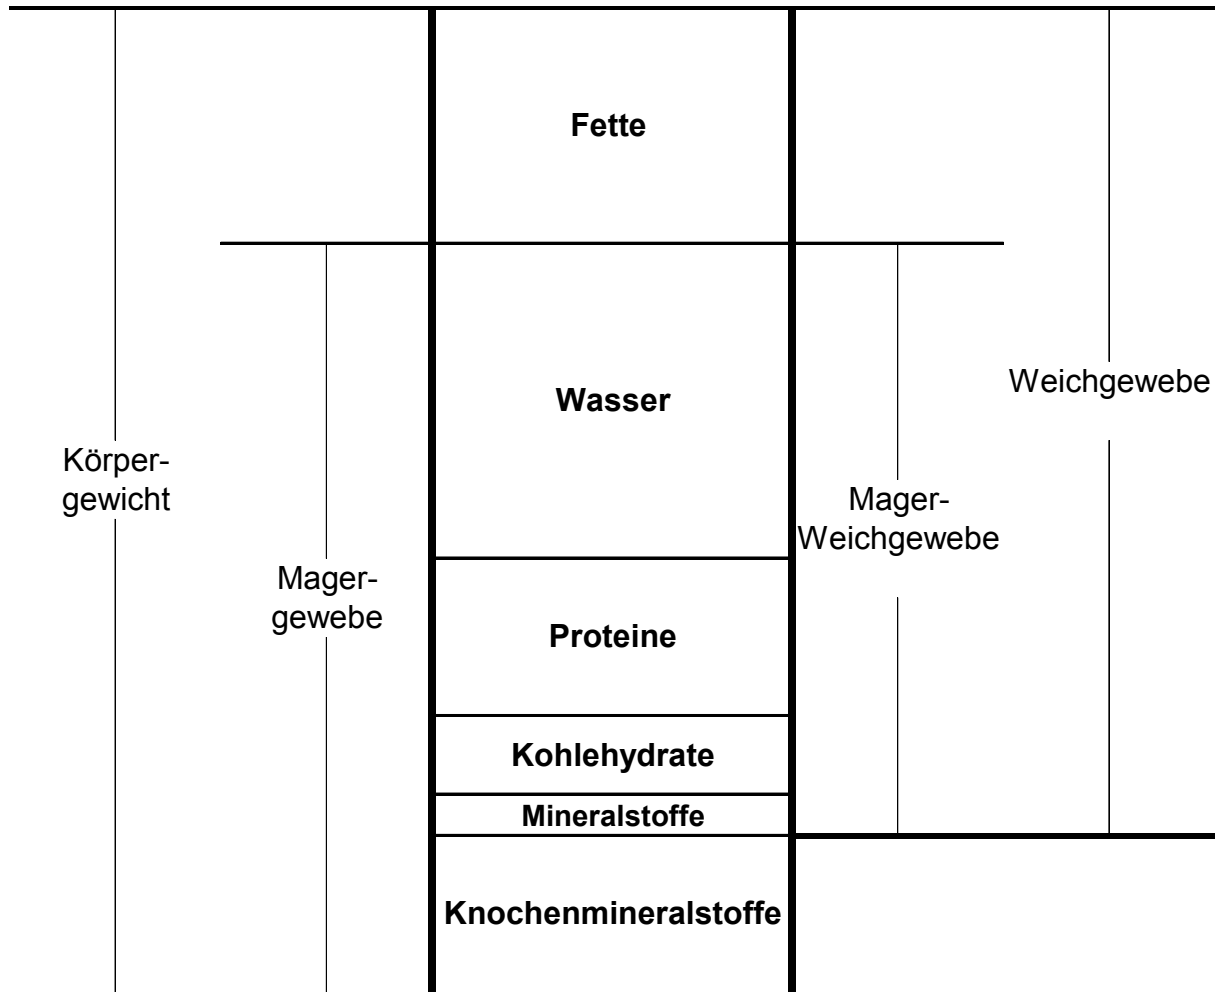 Fette
Wasser
Weichgewebe
Körper-
gewicht
Mager-
Weichgewebe
Mager-
gewebe
Proteine
Kohlehydrate
Mineralstoffe
Knochenmineralstoffe